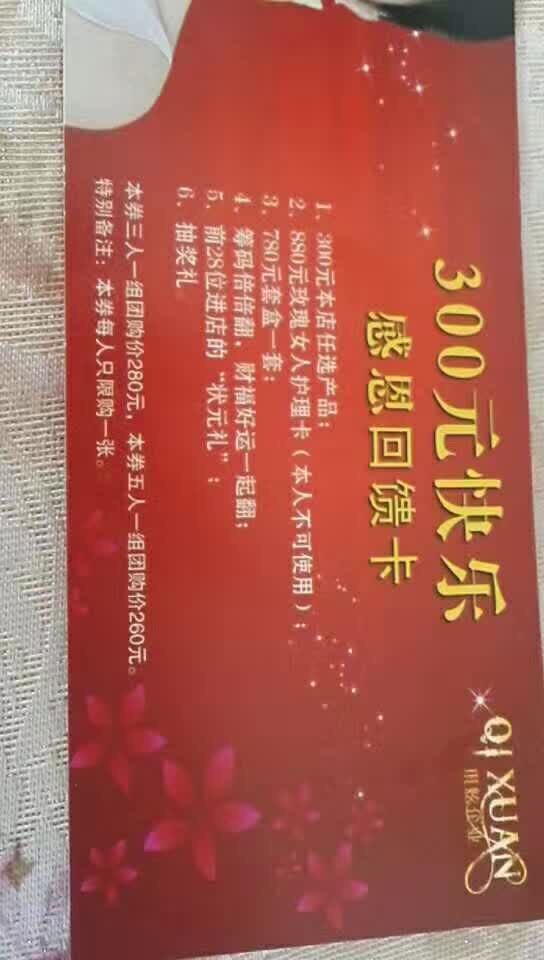 QI XUAN
300元快乐
感恩回馈卡
1、300元本店任选产品；
2、880元玫瑰女人护理卡（本人不可使用）；
3、780元套盒一套；
4、筹码倍倍翻，财福好运一起翻；
5、前28位进店的“状元礼”；
6、抽奖礼
本券三人一组团购价280元，本券五人一组团购价260元。
特别备注：本券每人只限购一张。